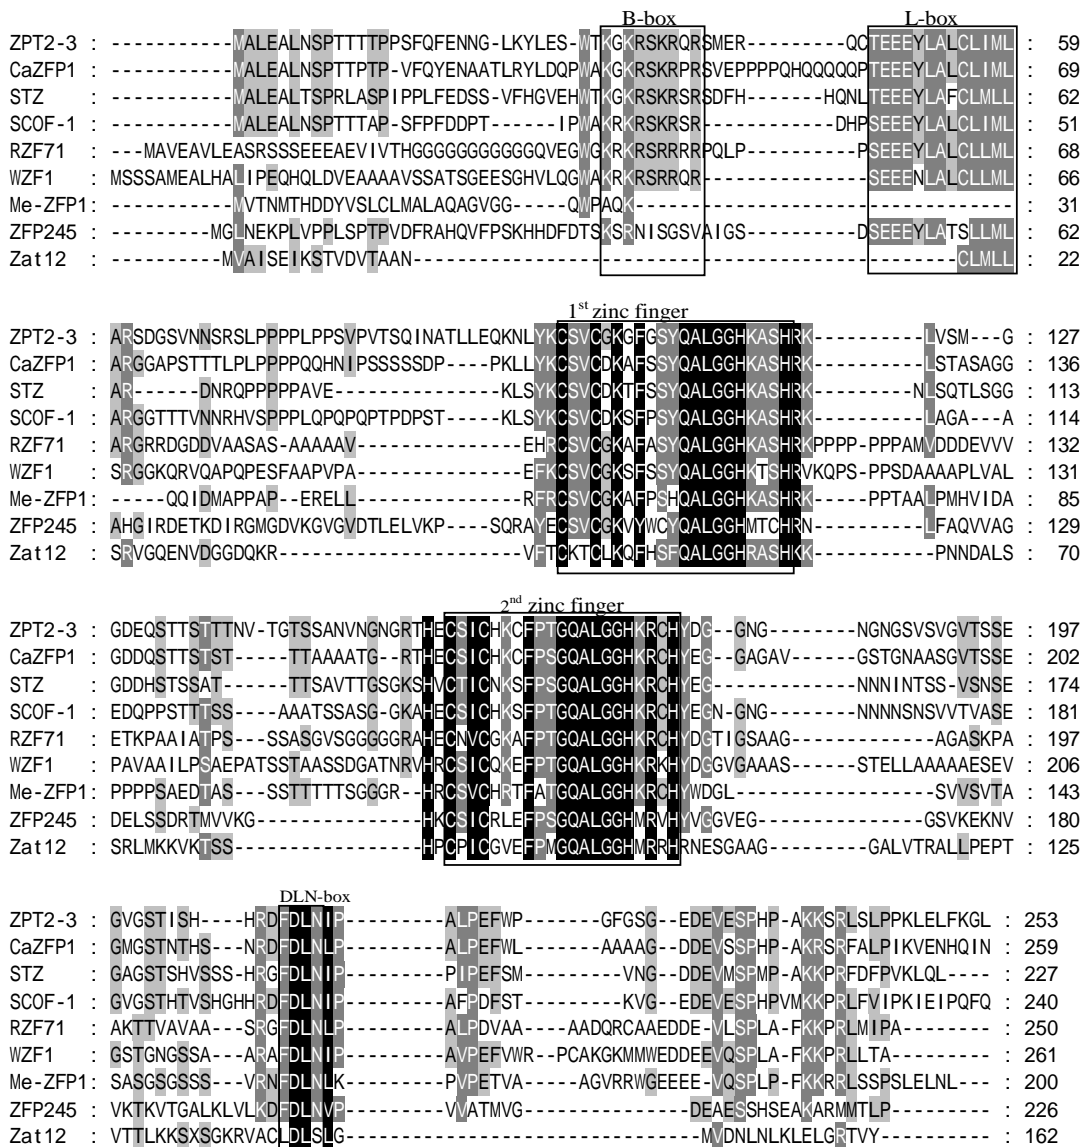 B-box L-box
ZPT2-3 : -----------MALEALNSPTTTTPPSFQFENNG-LKYLES-WTKGKRSKRQRSMER----------QCTEEEYLALCLIML : 59
CaZFP1 : -----------MALEALNSPTTPTP-VFQYENAATLRYLDQPWAKGKRSKRPRSVEPPPPQHQQQQQPTEEEYLALCLIML : 69
STZ : -----------MALEALTSPRLASPIPPLFEDSS-VFHGVEHWTKGKRSKRSRSDFH-------HQNLTEEEYLAFCLMLL : 62
SCOF-1 : -----------MALEALNSPTTTAP-SFPFDDPT-----IPWAKRKRSKRSR-----------DHPSEEEYLALCLIML : 51
RZF71 : ---MAVEAVLEASRSSSEEEAEVIVTHGGGGGGGGGGGGQVEGWGKRKRSRRRRPQLP---------PSEEEYLALCLLML : 68
WZF1 : MSSSAMEALHALIPEQHQLDVEAAAAVSSATSGEESGHVLQGWAKRKRSRRQR-------------SEEENLALCLLML : 66
Me-ZFP1: -----------MVTNMTHDDYVSLCLMALAQAGVGG-----QWPAQK------------------------------- : 31
ZFP245 : ---------MGLNEKPLVPPLSPTPVDFRAHQVFPSKHHDFDTSKSRNISGSVAIGS---------DSEEEYLATSLLML : 62
Zat12 : ----------MVAISEIKSTVDVTAAN------------------------------------------CLMLL : 22
1st zinc finger
ZPT2-3 : ARSDGSVNNSRSLPPPPLPPSVPVTSQINATLLEQKNLYKCSVCGKGFGSYQALGGHKASHRK----------LVSM---G : 127
CaZFP1 : ARGGAPSTTTLPLPPPPQQHNIPSSSSSDP----PKLLYKCSVCDKAFSSYQALGGHKASHRK----------LSTASAGG : 136
STZ : AR-----DNRQPPPPPAVE-------------KLSYKCSVCDKTFSSYQALGGHKASHRK---------NLSQTLSGG : 113
SCOF-1 : ARGGTTTVNNRHVSPPPLQPQPQPTPDPST-----KLSYKCSVCDKSFPSYQALGGHKASHRK----------LAGA---A : 114
RZF71 : ARGRRDGDDVAASAS-AAAAAV--------------EHRCSVCGKAFASYQALGGHKASHRKPPPP-PPPAMVDDDEVVV : 132
WZF1 : SRGGKQRVQAPQPESFAAPVPA--------------EFKCSVCGKSFSSYQALGGHKTSHRVKQPS-PPSDAAAAPLVAL : 131
Me-ZFP1: -----QQIDMAPPAP--ERELL--------------RFRCSVCGKAFPSHQALGGHKASHRK-----PPTAALPMHVIDA : 85
ZFP245 : AHGIRDETKDIRGMGDVKGVGVDTLELVKP----SQRAYECSVCGKVYWCYQALGGHMTCHRN----------LFAQVVAG : 129
Zat12 : SRVGQENVDGGDQKR---------------------VFTCKTCLKQFHSFQALGGHRASHKK----------PNNDALS : 70
2nd zinc finger
ZPT2-3 : GDEQSTTSTTTNV-TGTSSANVNGNGRTHECSICHKCFPTGQALGGHKRCHYDG--GNG--------NGNGSVSVGVTSSE : 197
CaZFP1 : GDDQSTTSTST-----TTAAAATG--RTHECSICHKCFPSGQALGGHKRCHYEG--GAGAV------GSTGNAASGVTSSE : 202
STZ : GDDHSTSSAT------TTSAVTTGSGKSHVCTICNKSFPSGQALGGHKRCHYEG-----------NNNINTSS-VSNSE : 174
SCOF-1 : EDQPPSTTTSS----AAATSSASG-GKAHECSICHKSFPTGQALGGHKRCHYEGN-GNG------NNNNSNSVVTVASE : 181
RZF71 : ETKPAAIATPS---SSASGVSGGGGGRAHECNVCGKAFPTGQALGGHKRCHYDGTIGSAAG-----------AGASKPA : 197
WZF1 : PAVAAILPSAEPATSSTAASSDGATNRVHRCSICQKEFPTGQALGGHKRKHYDGGVGAAAS------STELLAAAAAESEV : 206
Me-ZFP1: PPPPSAEDTAS---SSTTTTTSGGGR--HRCSVCHRTFATGQALGGHKRCHYWDGL-------------SVVSVTA : 143
ZFP245 : DELSSDRTMVVKG---------------HKCSICRLEFPSGQALGGHMRVHYVGGVEG-----------GSVKEKNV : 180
Zat12 : SRLMKKVKTSS-----------------HPCPICGVEFPMGQALGGHMRRHRNESGAAG--------GALVTRALLPEPT : 125
DLN-box
ZPT2-3 : GVGSTISH----HRDFDLNIP---------ALPEFWP--------GFGSG--EDEVESPHP-AKKSRLSLPPKLELFKGL : 253
CaZFP1 : GMGSTNTHS---NRDFDLNLP---------ALPEFWL--------AAAAG--DDEVSSPHP-AKRSRFALPIKVENHQIN : 259
STZ : GAGSTSHVSSS-HRGFDLNIP---------PIPEFSM---------VNG--DDEVMSPMP-AKKPRFDFPVKLQL---- : 227
SCOF-1 : GVGSTHTVSHGHHRDFDLNIP---------AFPDFST---------KVG--EDEVESPHPVMKKPRLFVIPKIEIPQFQ : 240
RZF71 : AKTTVAVAA---SRGFDLNLP---------ALPDVAA----AADQRCAAEDDE-VLSPLA-FKKPRLMIPA-------- : 250
WZF1 : GSTGNGSSA---ARAFDLNIP---------AVPEFVWR--PCAKGKMMWEDDEEVQSPLA-FKKPRLLTA--------- : 261
Me-ZFP1: SASGSGSSS---VRNFDLNLK---------PVPETVA-----AGVRRWGEEEE-VQSPLP-FKKRRLSSPSLELNL--- : 200
ZFP245 : VKTKVTGALKLVLKDFDLNVP---------VVATMVG-------------DEAESSHSEAKARMMTLP-------- : 226
Zat12 : VTTLKKSXSGKRVACLDLSLG-----------------------MVDNLNLKLELGRTVY----- : 162